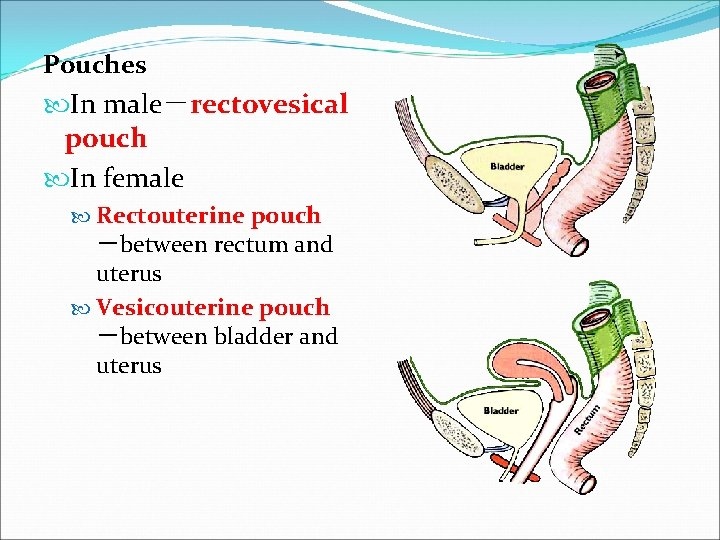 Pouches
In male－rectovesical
pouch
In female
Rectouterine pouch
－between rectum and
uterus
Vesicouterine pouch
－between bladder and
uterus
Bladder
Bladder
Rectum